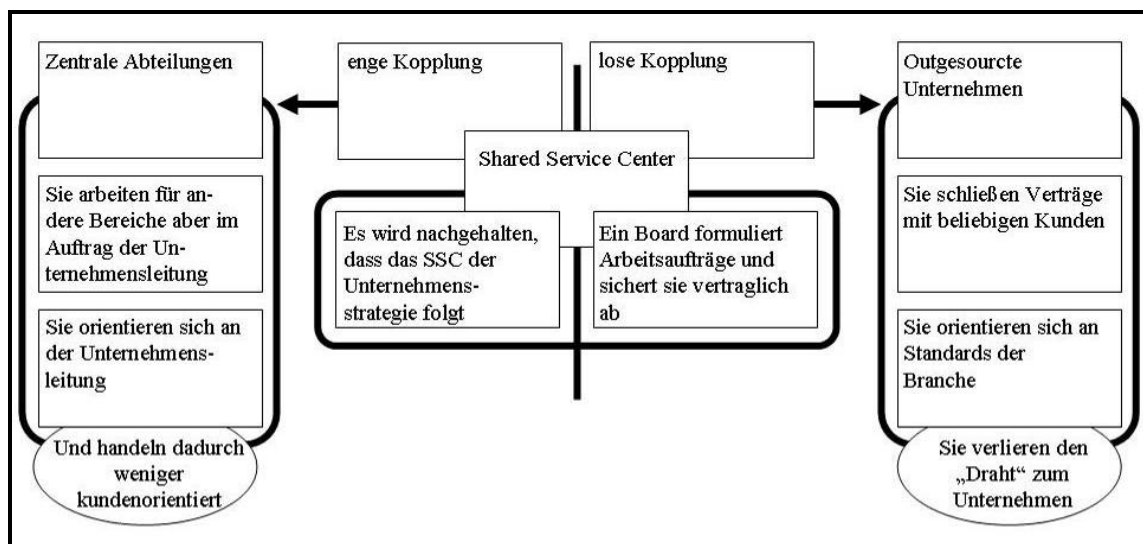 Zentrale Abteilungen
Sie arbeiten für an-
dere Bereiche aber im
Auftrag der Un-
ternehmensleitung
Sie orientieren sich an
der Unternehmens-
leitung
Und handeln dadurch
weniger
kundenorientiert
enge Kopplung
lose Kopplung
Shared Service Center
Es wird nachgehalten,
dass das SSC der
Unternehmens-
strategie folgt
Ein Board formuliert
Arbeitsaufträge und
sichert sie vertraglich
ab
Outgesourcte
Unternehmen
Sie schließen Verträge
mit beliebigen Kunden
Sie orientieren sich an
Standards der
Branche
Sie verlieren den
„Draht“ zum
Unternehmen